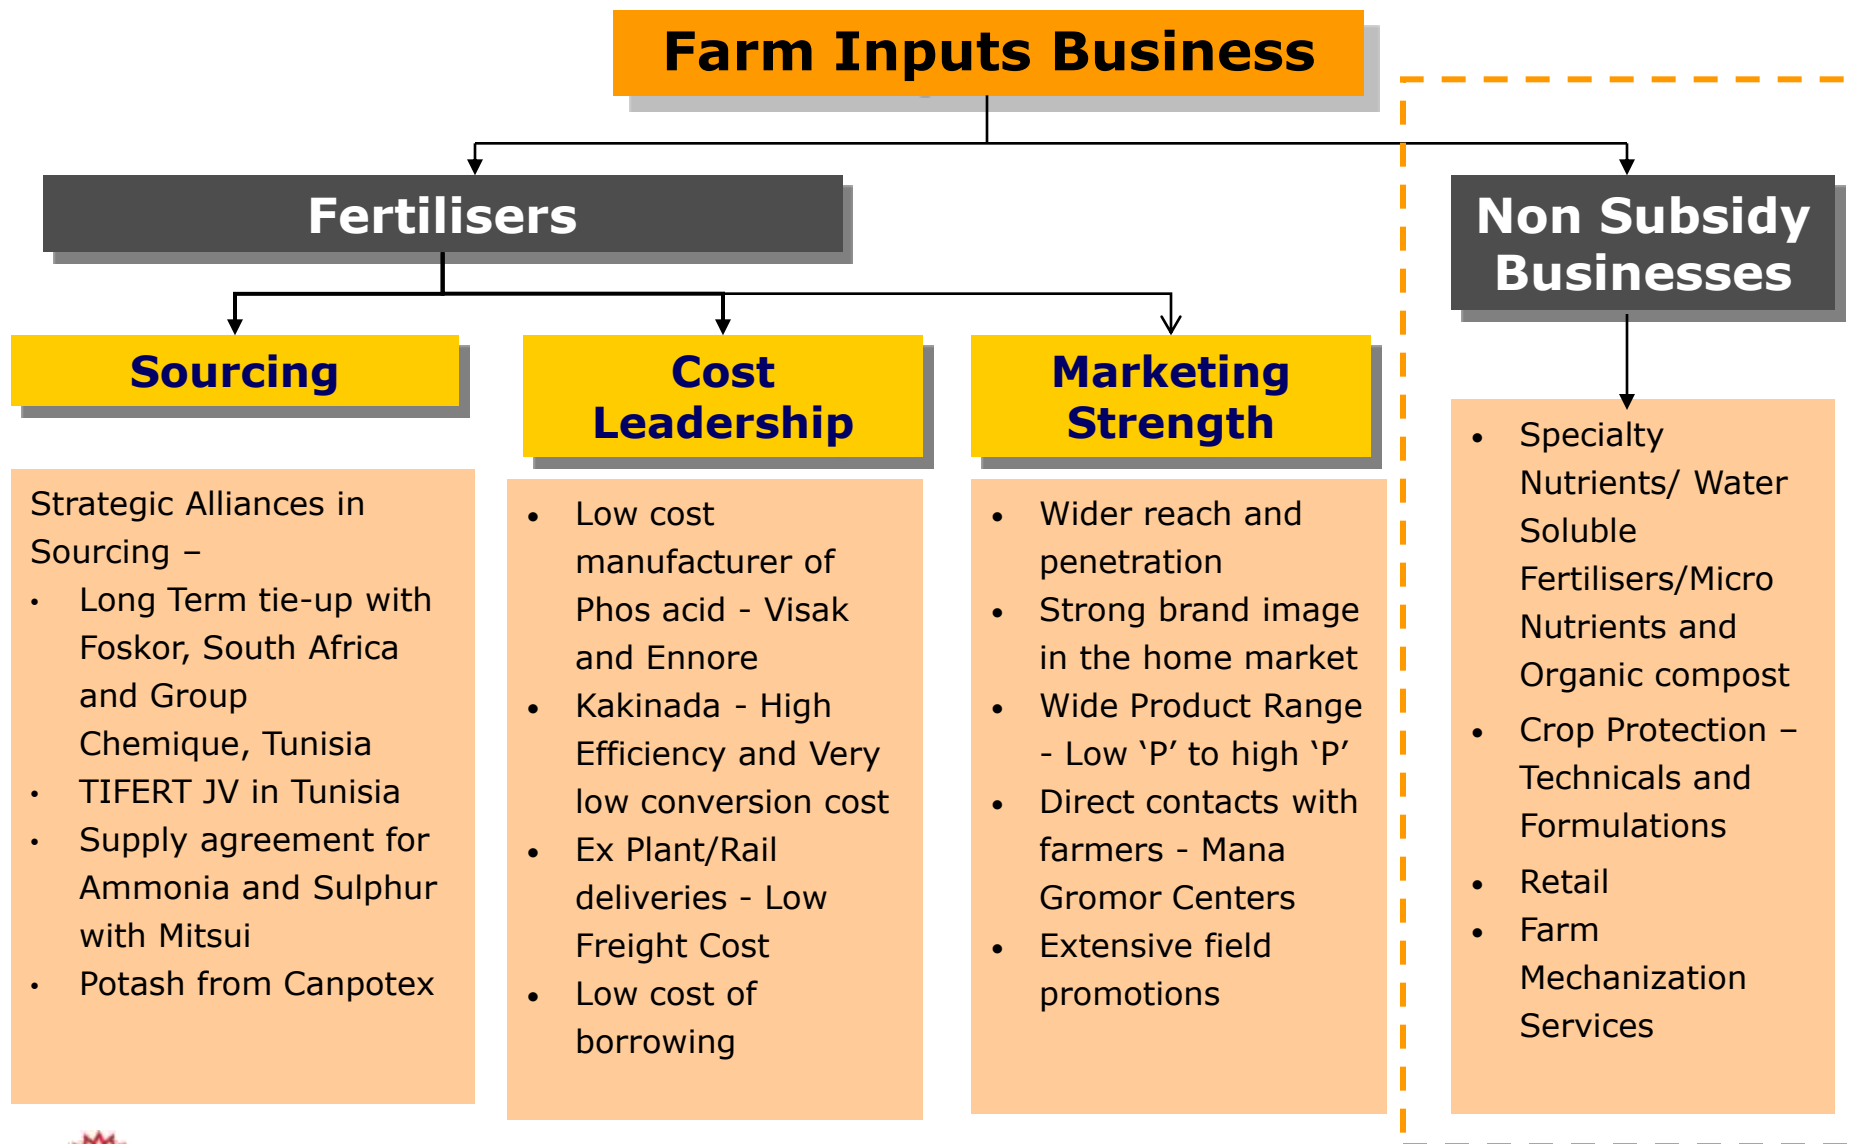 Farm Inputs Business
Fertilisers
Non Subsidy
Businesses
Sourcing
Cost
Leadership
Marketing
Strength
Strategic Alliances in
Sourcing –
• Long Term tie-up with
Foskor, South Africa
and Group
Chemique, Tunisia
• TIFERT JV in Tunisia
• Supply agreement for
Ammonia and Sulphur
with Mitsui
• Potash from Canpotex
• Low cost
manufacturer of
Phos acid - Visak
and Ennore
• Kakinada - High
Efficiency and Very
low conversion cost
• Ex Plant/Rail
deliveries - Low
Freight Cost
• Low cost of
borrowing
• Wider reach and
penetration
• Strong brand image
in the home market
• Wide Product Range
- Low ‘P’ to high ‘P’
• Direct contacts with
farmers - Mana
Gromor Centers
• Extensive field
promotions
• Specialty
Nutrients/ Water
Soluble
Fertilisers/Micro
Nutrients and
Organic compost
• Crop Protection –
Technicals and
Formulations
• Retail
• Farm
Mechanization
Services